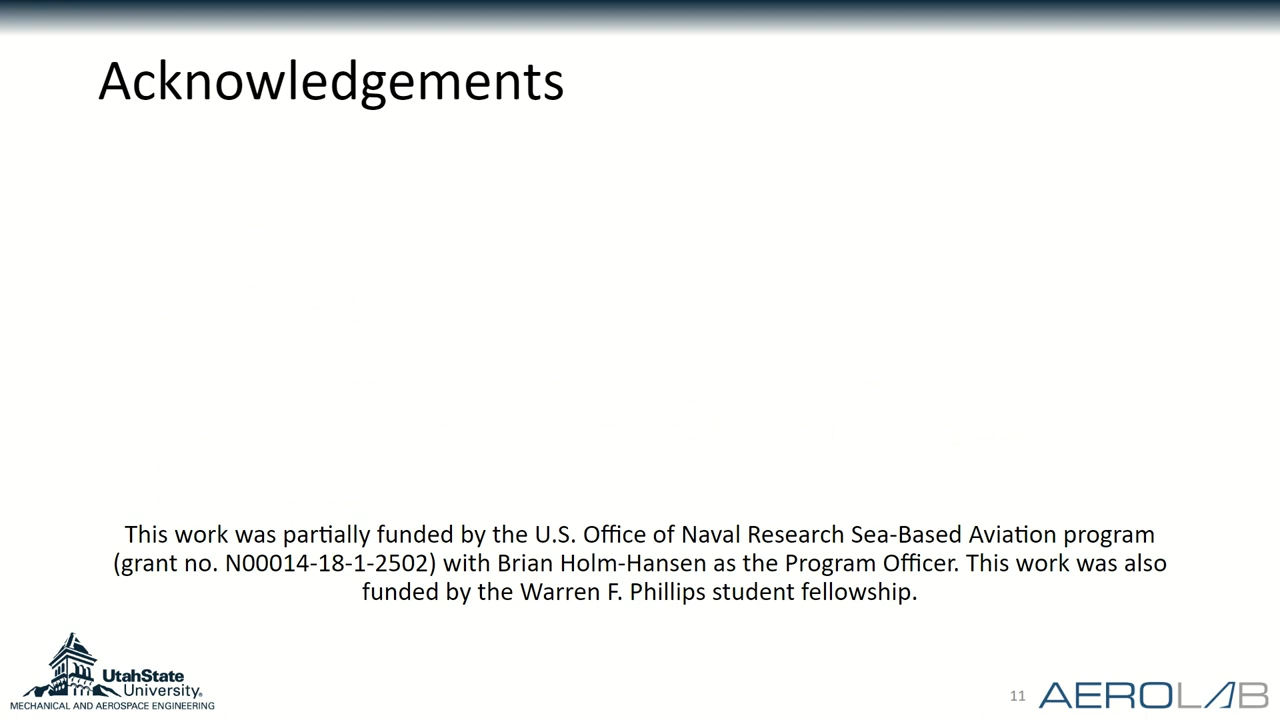 Acknowledgements
This work was partially funded by the U.S. Office of Naval Research Sea-Based Aviation program
(grant no. N00014-18-1-2502) with Brian Holm-Hansen as the Program Officer. This work was also
funded by the Warren F. Phillips student fellowship.
UtahState
University®
MECHANICAL AND AEROSPACE ENGINEERING
11
AEROLAB